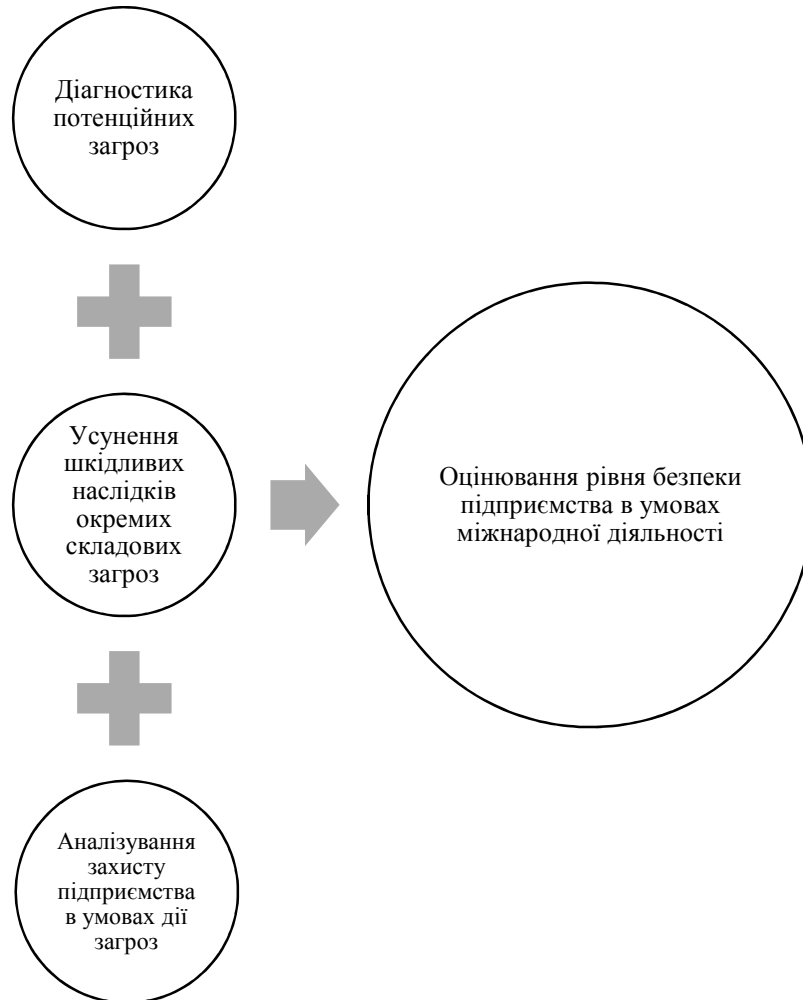 Діагностика
потенційних
загроз
Усунення
шкідливих
наслідків
окремих
складових
загроз
Оцінювання рівня безпеки
підприємства в умовах
міжнародної діяльності
Аналізування
захисту
підприємства
в умовах дії
загроз